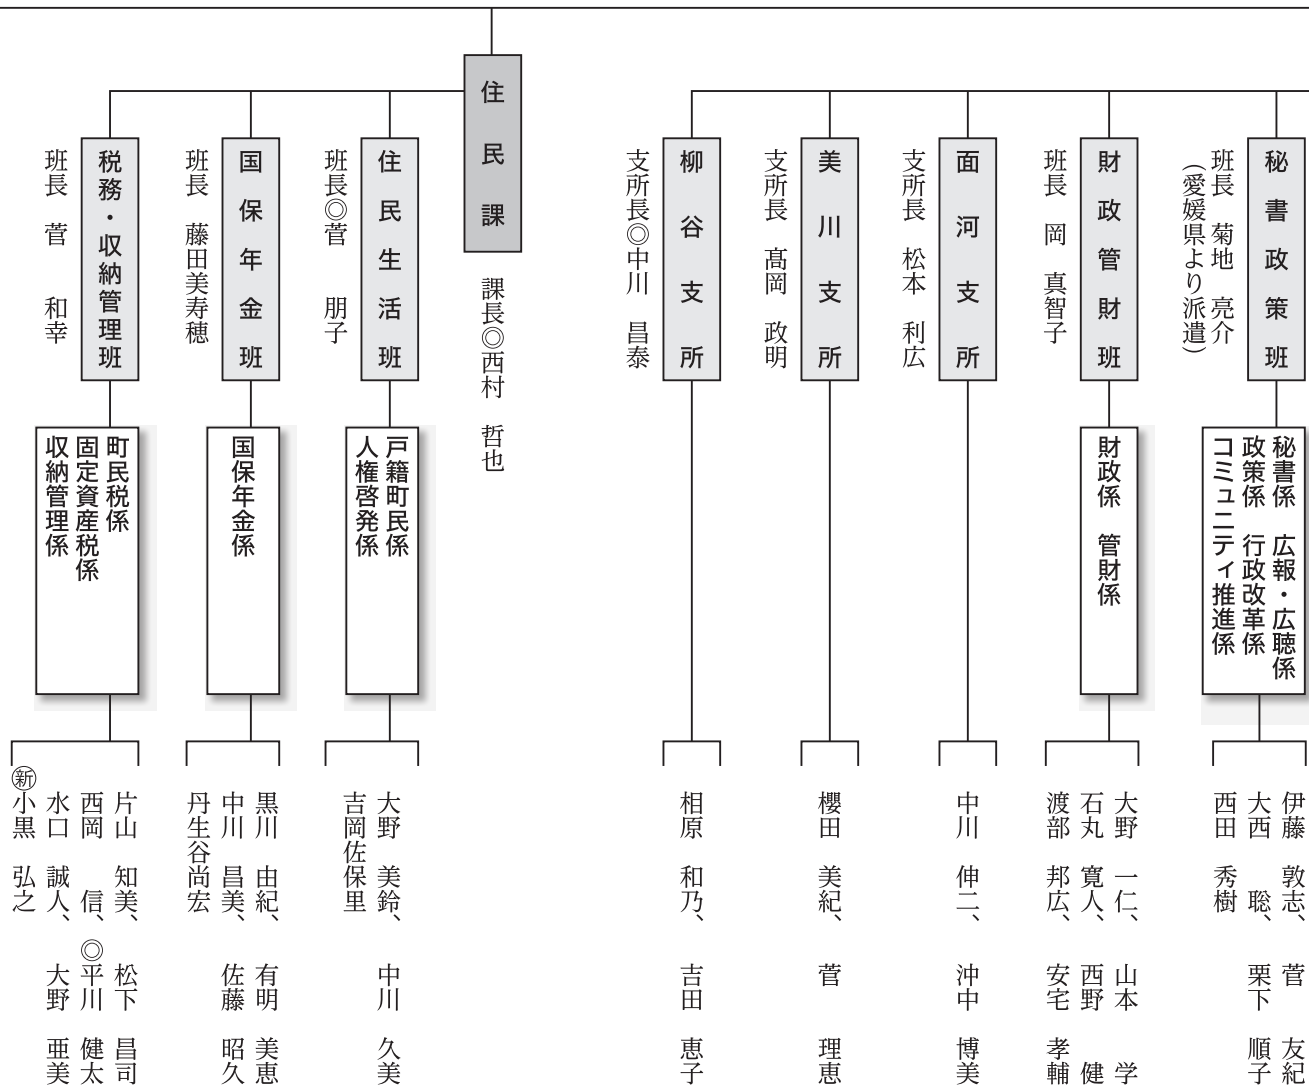 秘書政策班
班長　菊地　亮介
（愛媛県より派遣）
秘書係　広報・広聴係
政策係　行政改革係
コミュニティ推進係
伊藤　敦志、　菅　　友紀
大西　　聡、　栗下　順子
西田　秀樹
財政管財班
班長　岡　真智子
財政係　管財係
大野　一仁、　山本　　学
石丸　寛人、　西野　　健
渡部　邦広、　安宅　孝輔
面河支所
支所長　松本　利広
中川　伸二、　沖中　博美
美川支所
支所長　髙岡　政明
櫻田　美紀、　菅　　理恵
柳谷支所
支所長◎中川　昌泰
相原　和乃、　吉田　恵子
住民課
課長◎西村　哲也
住民生活班
班長◎菅　　朋子
戸籍町民係
人権啓発係
大野　美鈴、　中川　久美
吉岡佐保里
国保年金班
班長　藤田美寿穂
国保年金係
黒川　由紀、　有明　美恵
中川　昌美、　佐藤　昭久
丹生谷尚宏
税務・収納管理班
班長　菅　　和幸
町民税係
固定資産税係
収納管理係
片山　知美、　松下　昌司
西岡　　信、◎平川　健太
水口　誠人、　大野　亜美
㊟新小黒　弘之